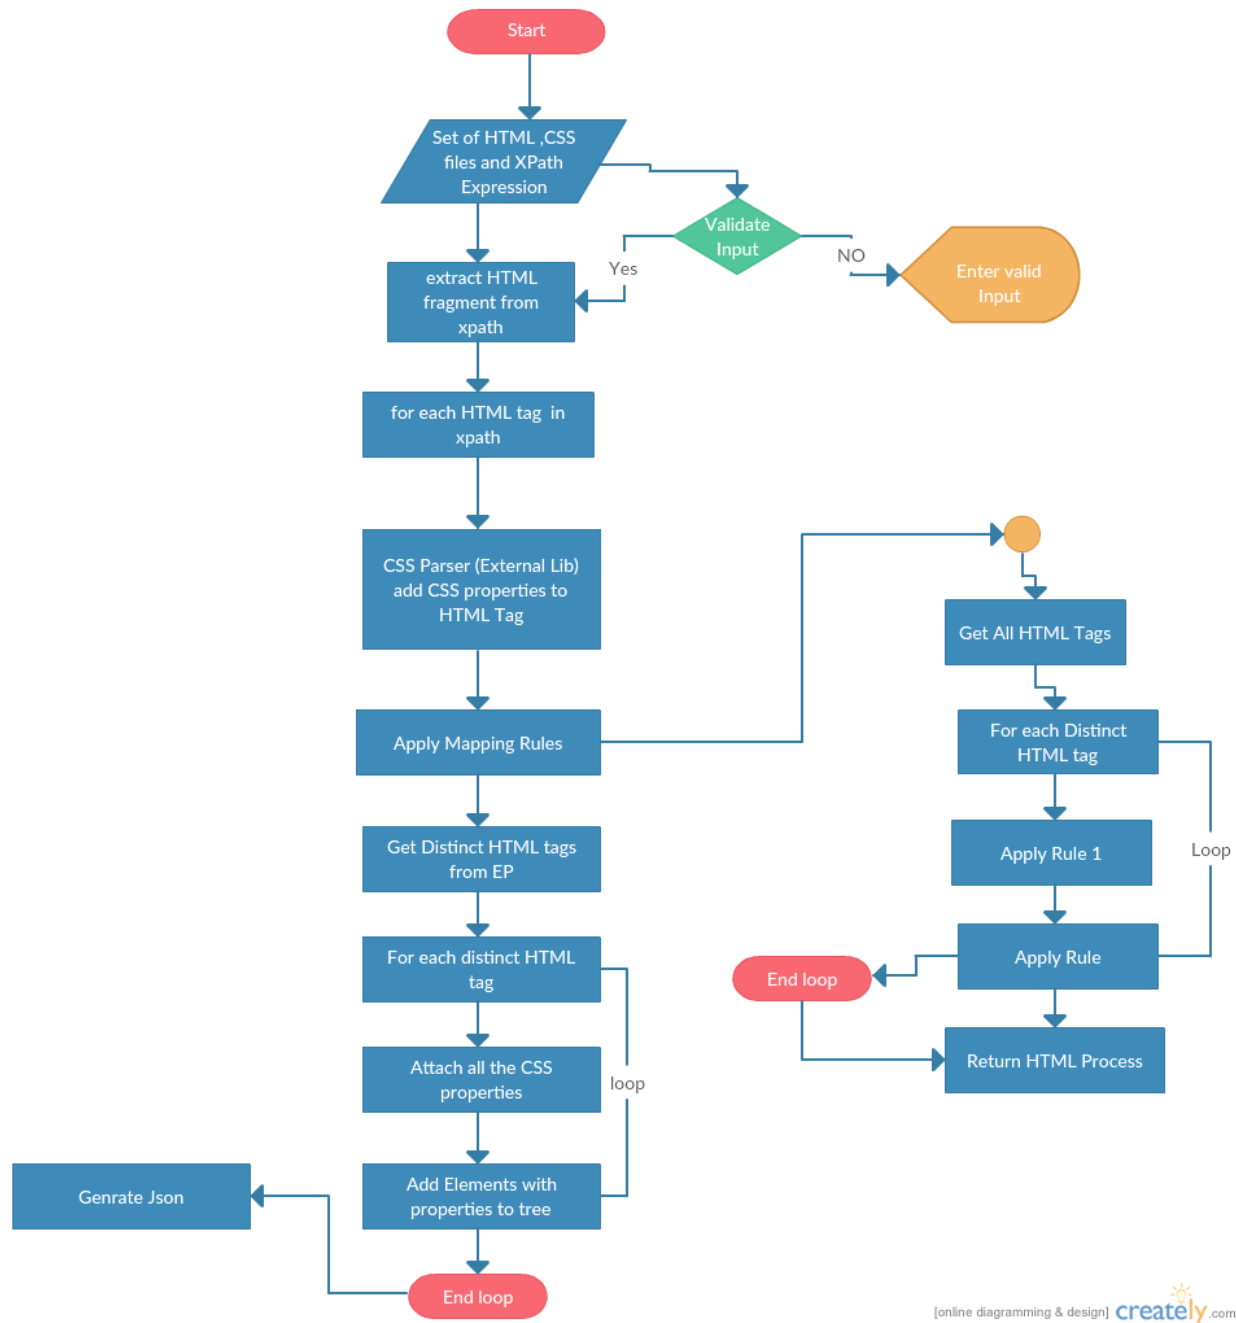 Start
Set of HTML ,CSS
files and XPath
Expression
Validate
Input
Yes
NO
Enter valid
Input
extract HTML
fragment from
xpath
for each HTML tag in
xpath
CSS Parser (External Lib)
add CSS properties to
HTML Tag
Apply Mapping Rules
Get Distinct HTML tags
from EP
For each distinct HTML
tag
Attach all the CSS
properties
loop
Add Elements with
properties to tree
End loop
Genrate Json
Get All HTML Tags
For each Distinct
HTML tag
Apply Rule 1
Loop
Apply Rule
End loop
Return HTML Process
[online diagramming & design] creately.com